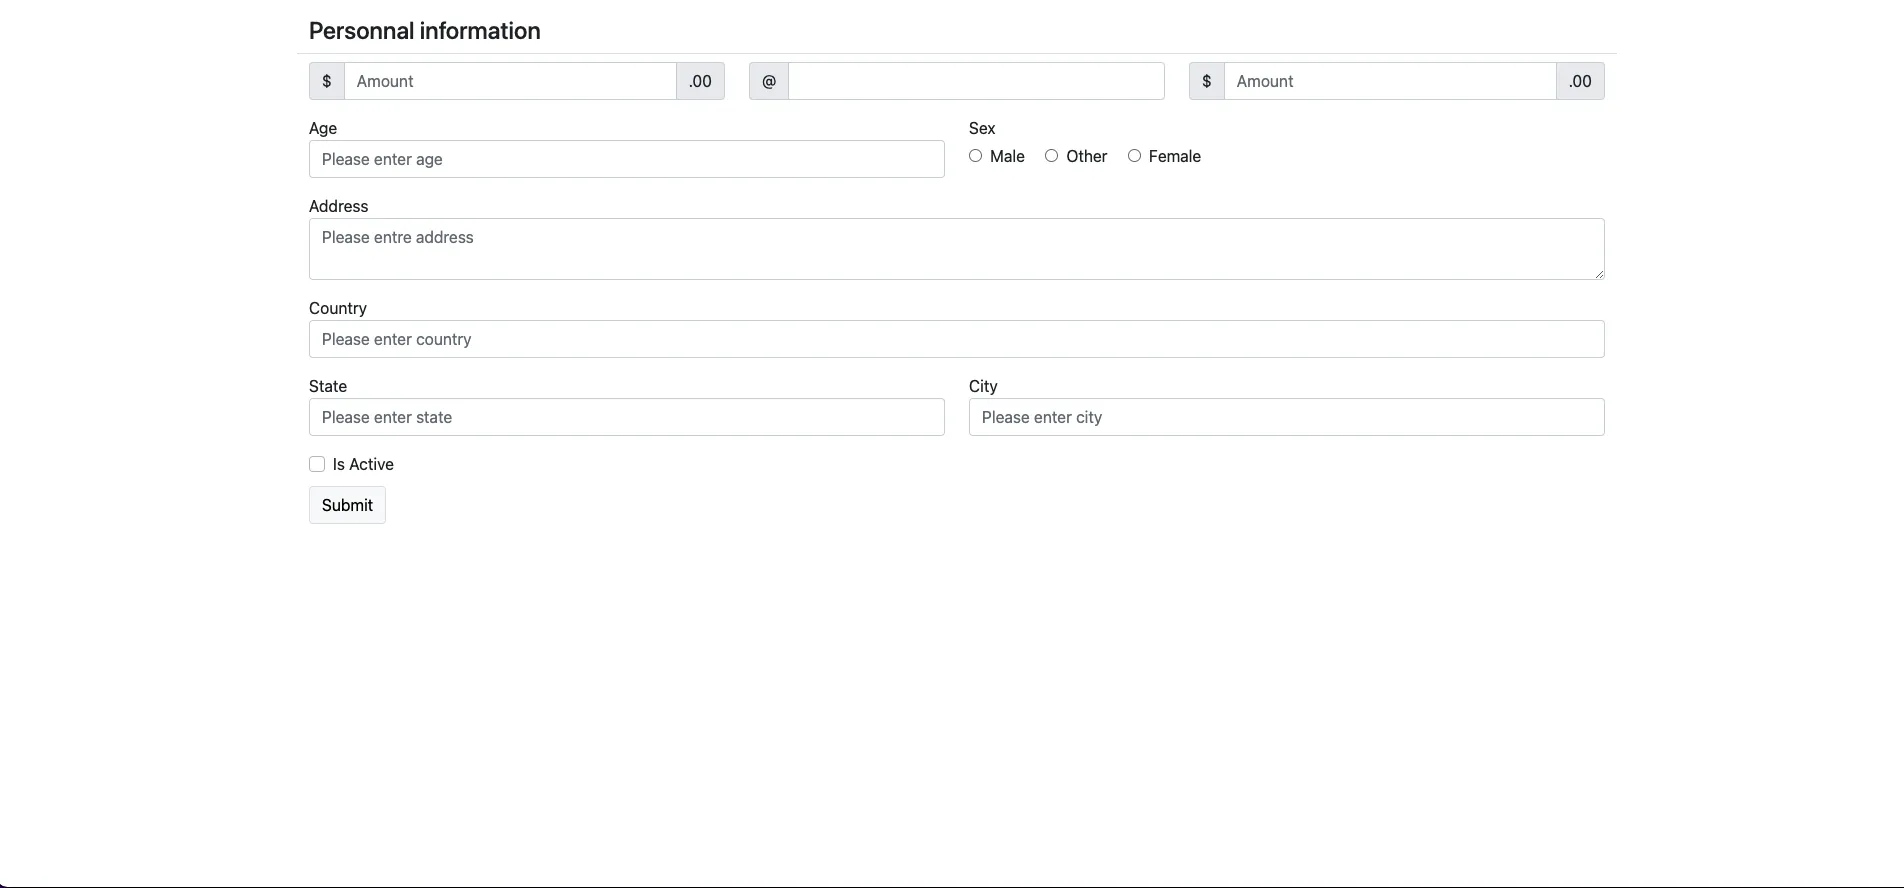 Personnal information
$ Amount .00 @ $ Amount .00
Age Sex
Please enter age Male Other Female
Address
Please entre address
Country
Please enter country
State City
Please enter state Please enter city
Is Active
Submit